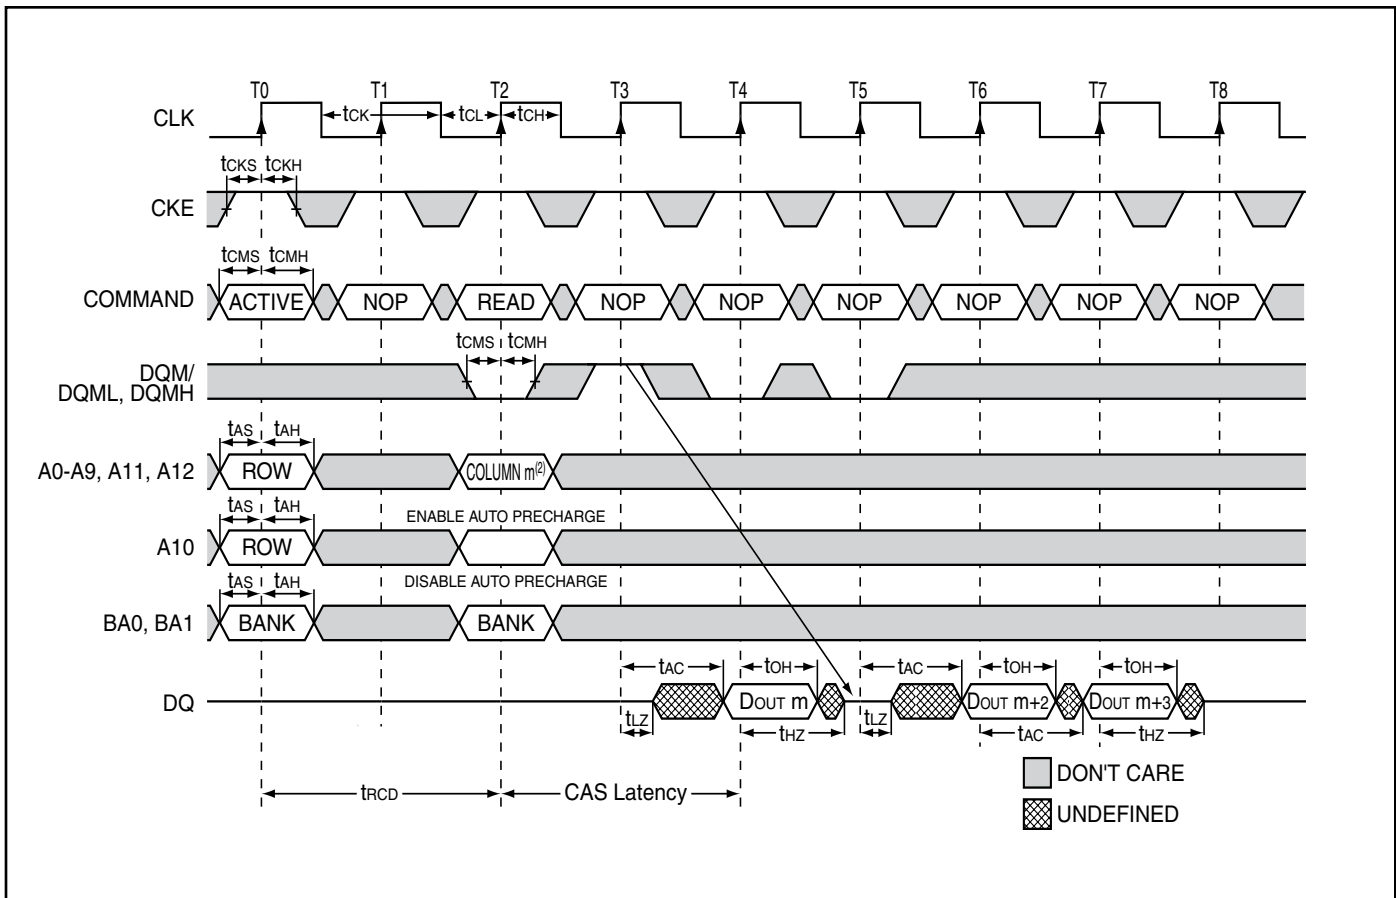 T0 T1 T2 T3 T4 T5 T6 T7 T8
CLK tCK tCL tCH
tCKS tCKH
CKE
tCMS tCMH
COMMAND ACTIVE NOP READ NOP NOP NOP NOP NOP NOP
tCMS tCMH
DQM/
DQML, DQMH
tAS tAH
A0-A9, A11, A12 ROW COLUMN m(2)
tAS tAH ENABLE AUTO PRECHARGE
A10 ROW
tAS tAH DISABLE AUTO PRECHARGE
BA0, BA1 BANK BANK
tAC tOH tAC tOH tOH
DQ DOUT m DOUT m+2 DOUT m+3
tLZ tHZ tLZ tAC tHZ
DON'T CARE
tRCD CAS Latency
UNDEFINED